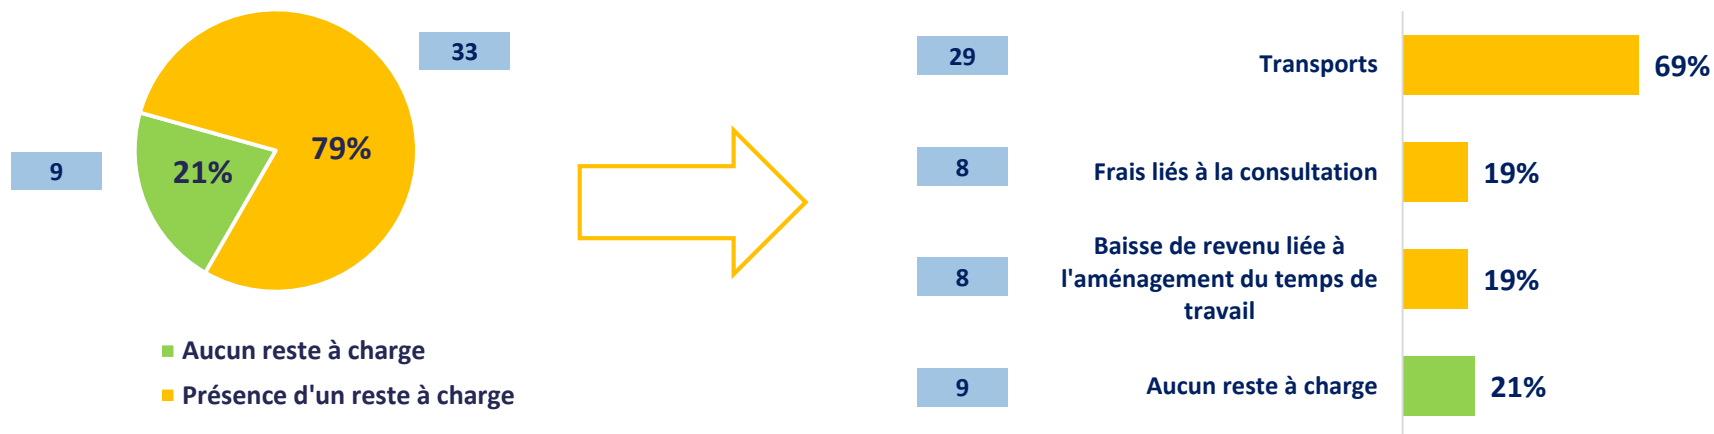 33
79%
21%
9
Aucun reste à charge
Présence d'un reste à charge
29
Transports
69%
8
Frais liés à la consultation
19%
8
Baisse de revenu liée à
l'aménagement du temps de
travail
19%
9
Aucun reste à charge
21%